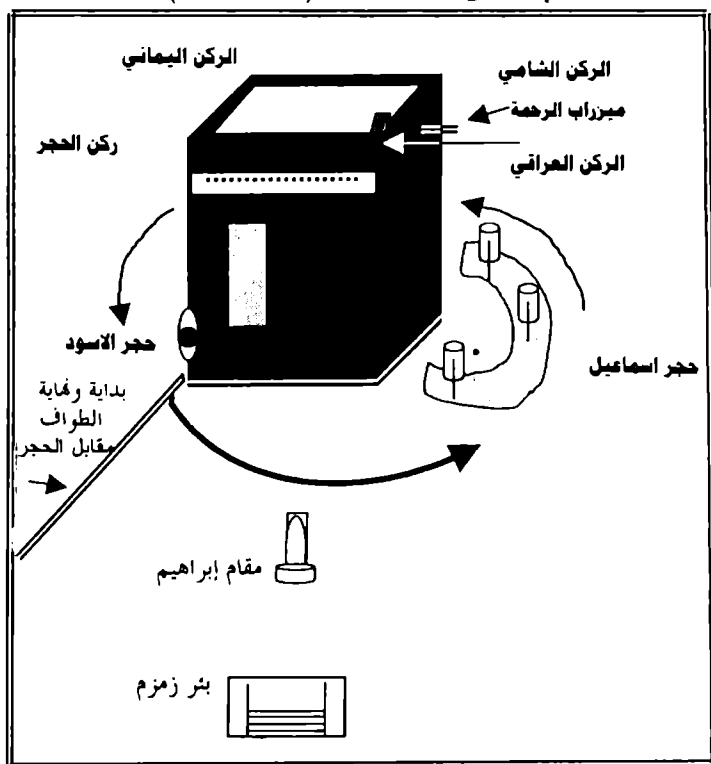 الركن اليماني
الركن الشامي
ميزراب الرحمة
ركن الحجر
الركن العراقي
حجر الاسود
بداية ونهاية
الطواف
مقابل الحجر
حجر اسماعيل
مقام إبراهيم
بئر زمزم